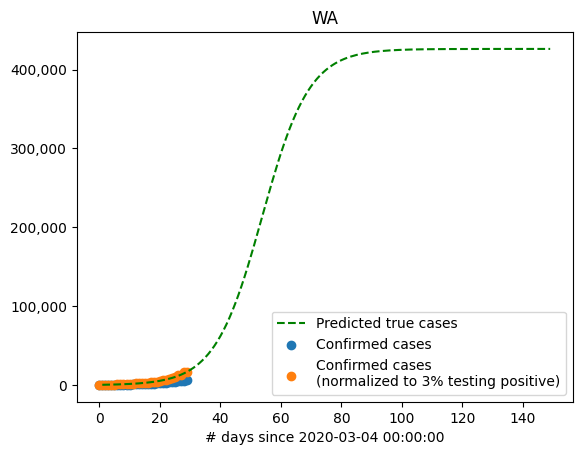 WA
400,000
300,000
200,000
100,000
0
Predicted true cases
Confirmed cases
Confirmed cases
(normalized to 3% testing positive)
0 20 40 60 80 100 120 140
# days since 2020-03-04 00:00:00